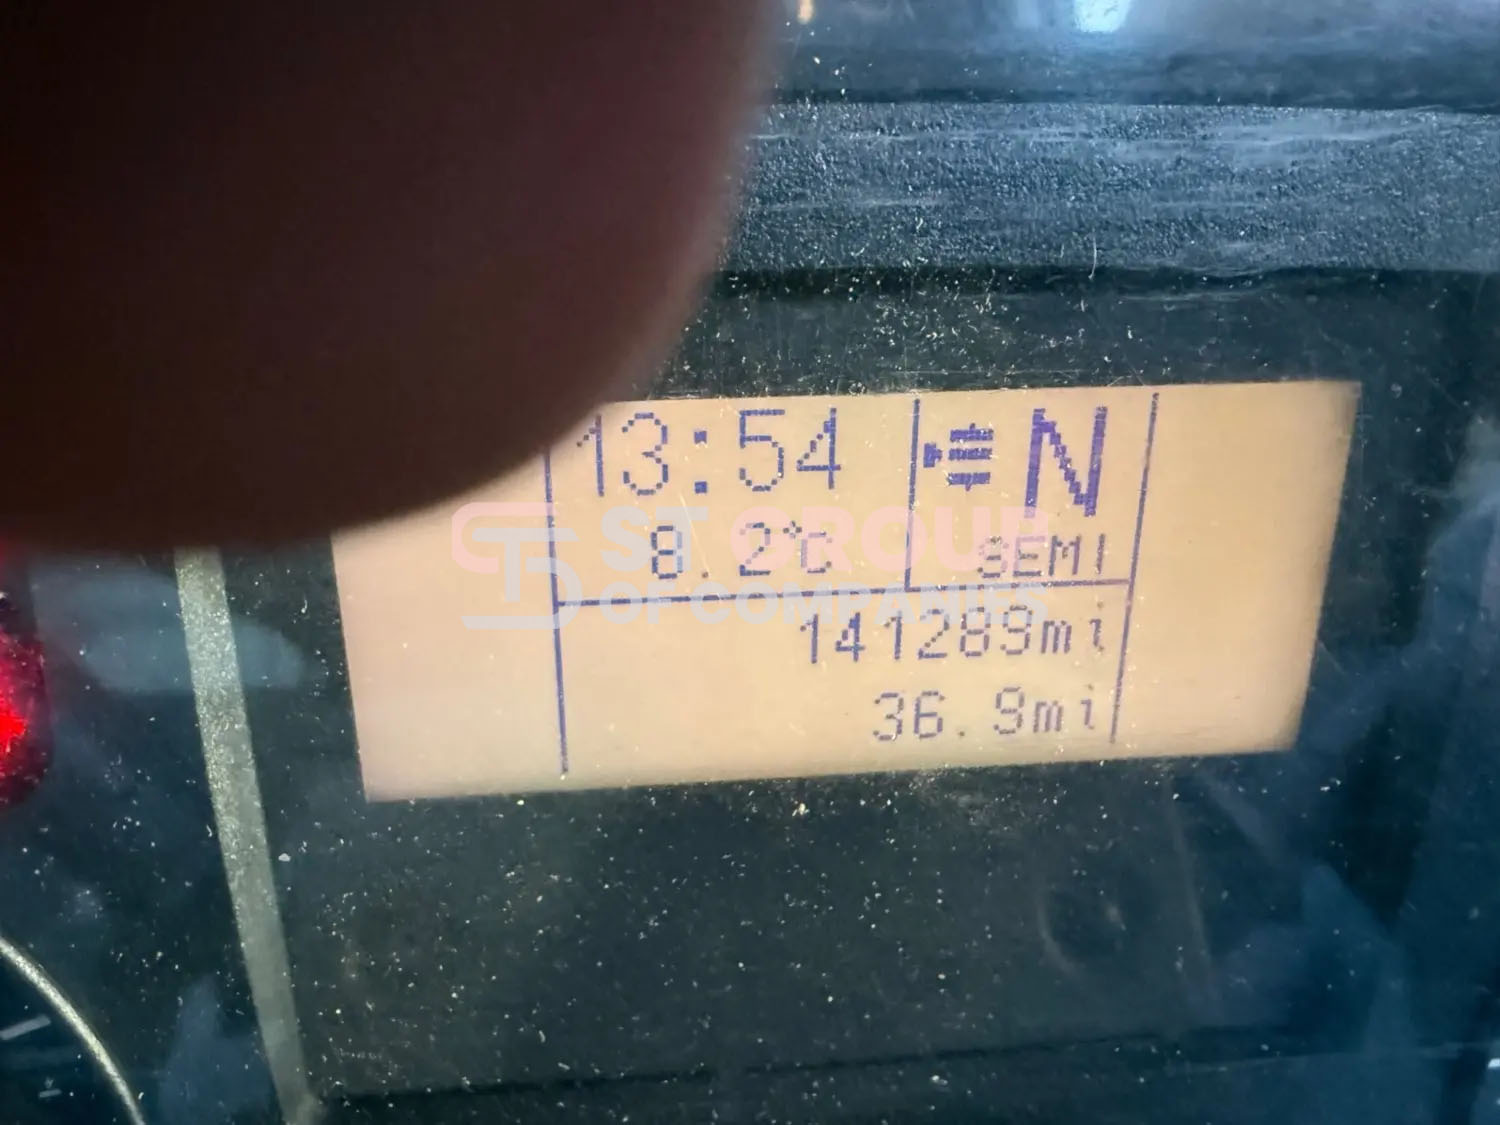 13:54
N
8.2°C
SEMI
141289mi
36.9mi
ST GROUP
OF COMPANIES